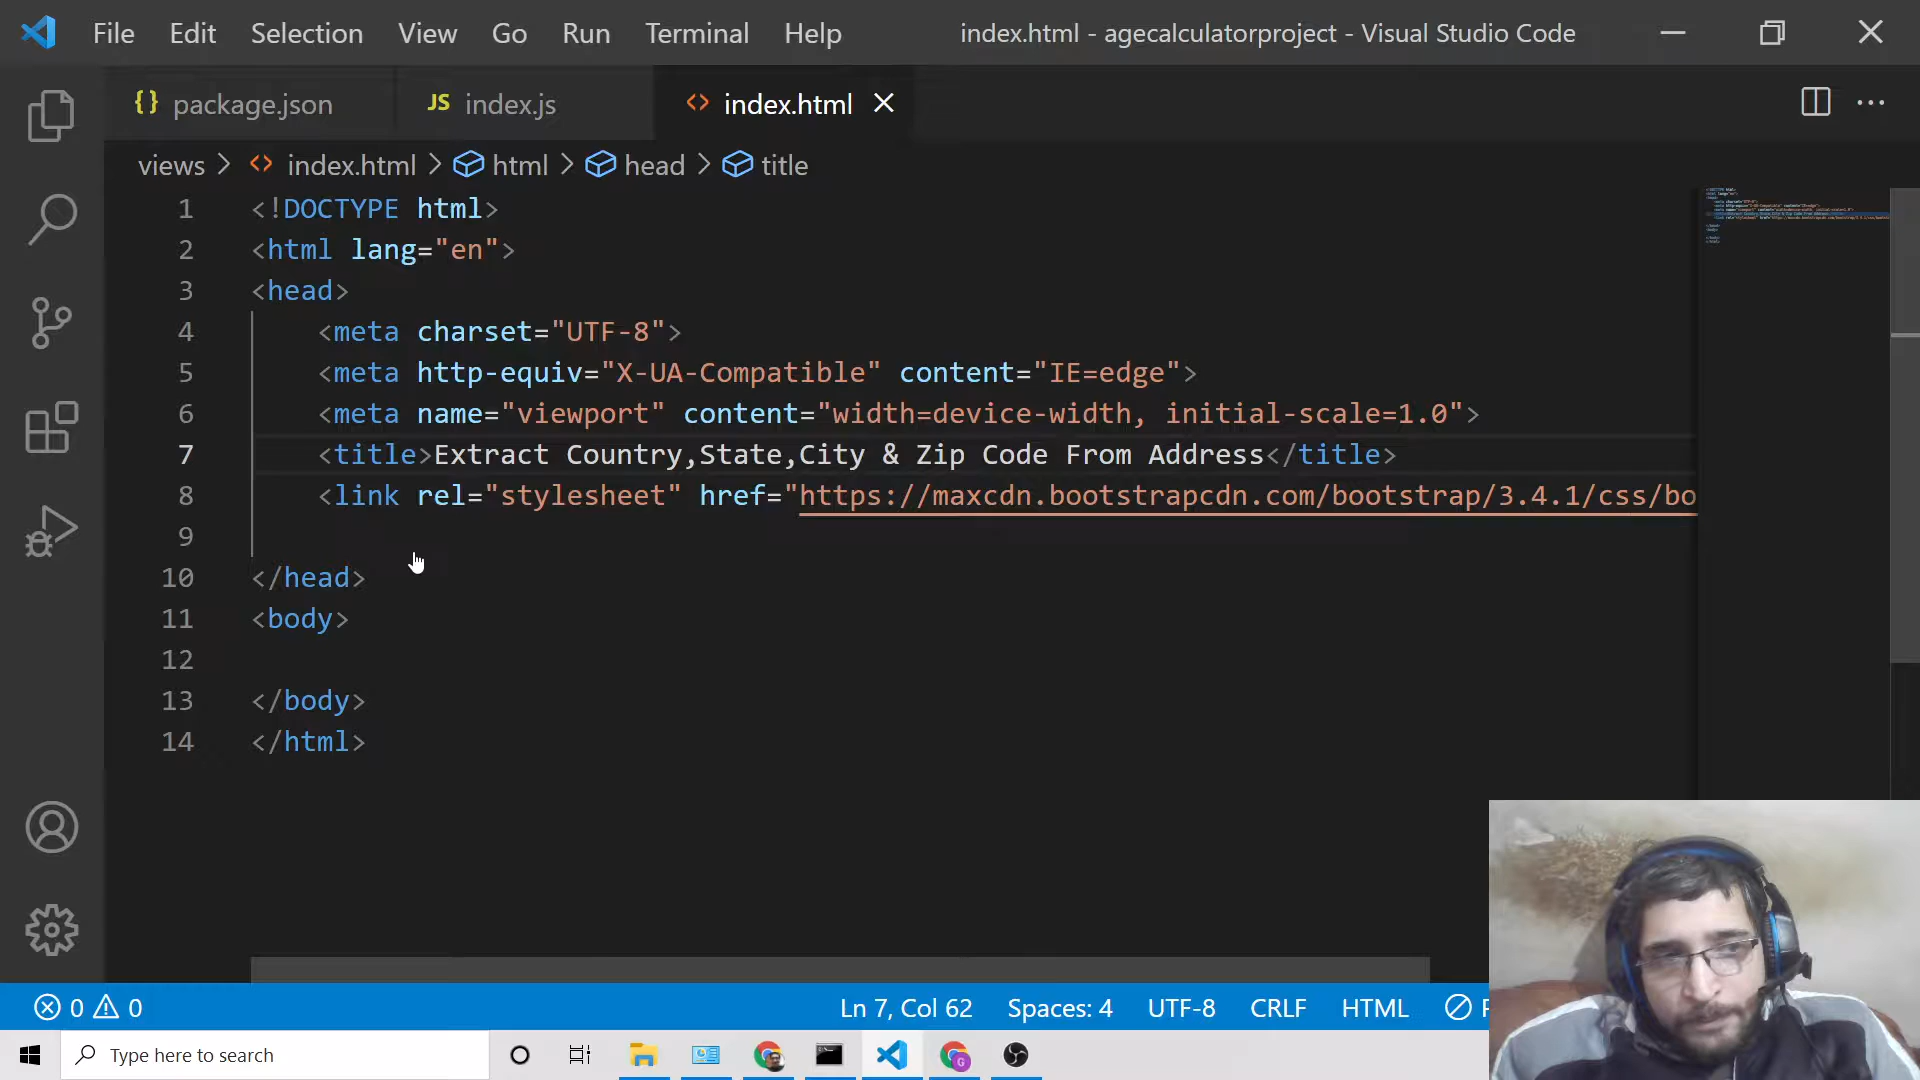 File Edit View Go Run Terminal Help index.html - agecalculatorproject - Visual Studio Code
{} package.json JS index.js <> index.html
views > <> index.html > html > head > title
1 <!DOCTYPE html>
2 <html lang="en">
3 <head>
4 <meta charset="UTF-8">
5 <meta http-equiv="X-UA-Compatible" content="IE=edge">
6 <meta name="viewport" content="width=device-width, initial-scale=1.0">
7 <title>Extract Country,State,City & Zip Code From Address</title>
8 <link rel="stylesheet" href="https://maxcdn.bootstrapcdn.com/bootstrap/3.4.1/css/bo
9
10 </head>
11 <body>
12
13 </body>
14 </html>
0 0 Ln 7, Col 62 Spaces: 4 UTF-8 CRLF HTML
Type here to search